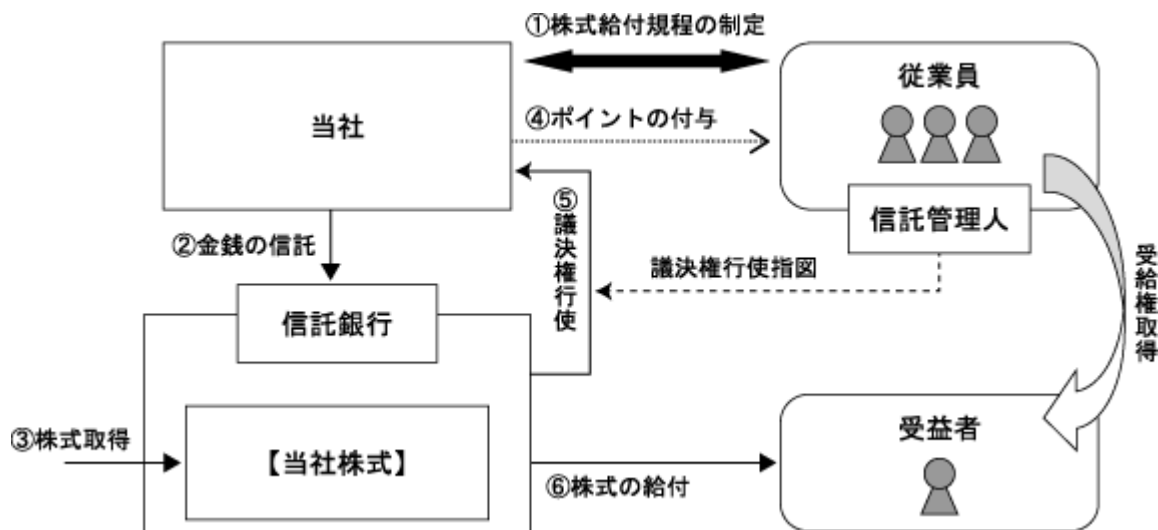 ①株式給付規程の制定
当社
従業員
④ポイントの付与
信託管理人
②金銭の信託
⑤議決権行使
議決権行使指図
受給権取得
信託銀行
③株式取得
【当社株式】
⑥株式の給付
受益者